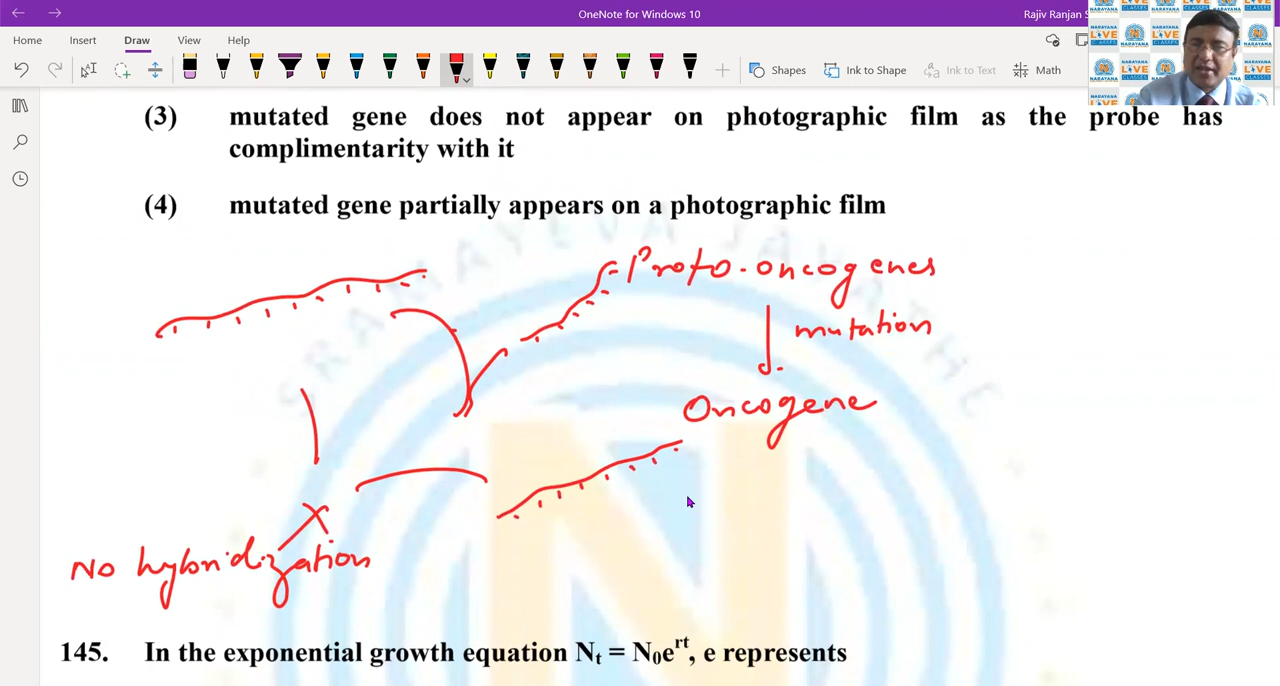 OneNote for Windows 10
Rajiv Ranjan S
Home Insert Draw View Help
Shapes Ink to Shape Ink to Text Math
NARAYANA LIVE CLASSES
(3) mutated gene does not appear on photographic film as the probe has
complimentarity with it
(4) mutated gene partially appears on a photographic film
Proto-oncogenes
mutation
Oncogene
No hybridization
145. In the exponential growth equation Nt = N0e^rt, e represents